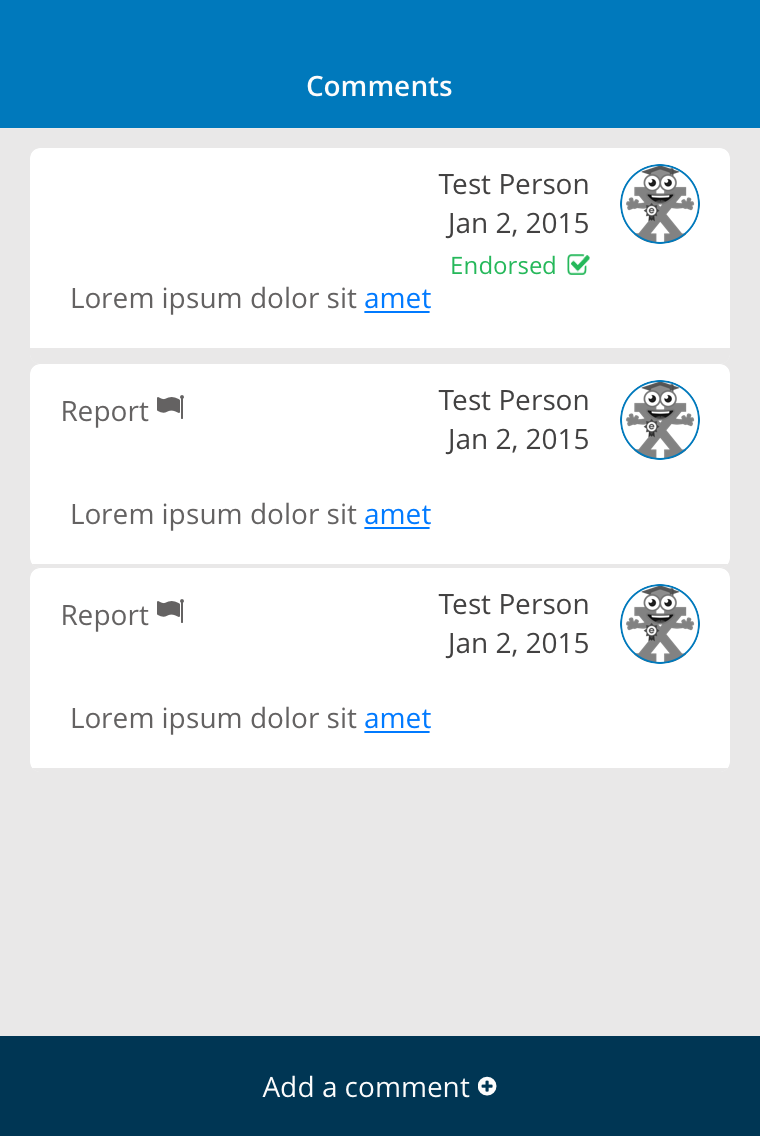 Comments
Test Person
Jan 2, 2015
Endorsed
Lorem ipsum dolor sit amet
Report
Test Person
Jan 2, 2015
Lorem ipsum dolor sit amet
Report
Test Person
Jan 2, 2015
Lorem ipsum dolor sit amet
Add a comment